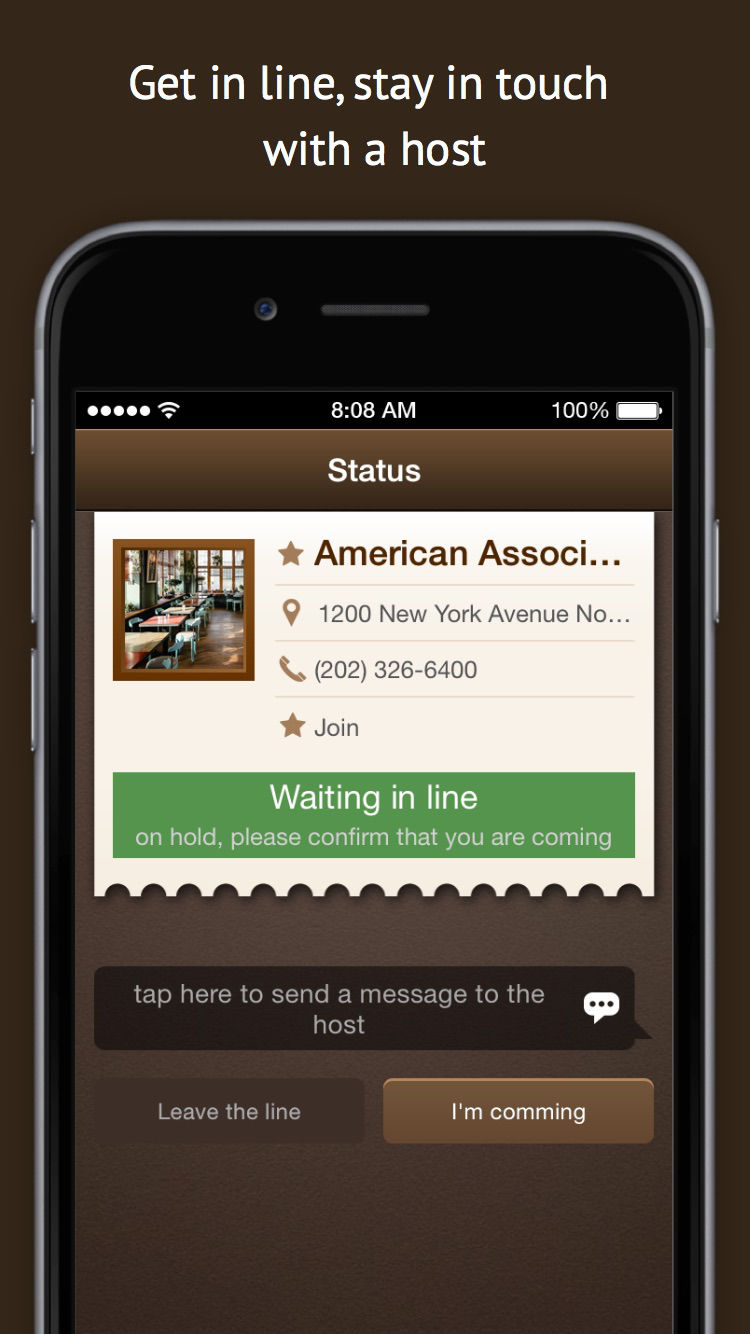 Get in line, stay in touch
with a host
8:08 AM
100%
Status
American Associ...
1200 New York Avenue No...
(202) 326-6400
Join
Waiting in line
on hold, please confirm that you are coming
tap here to send a message to the
host
Leave the line
I'm comming